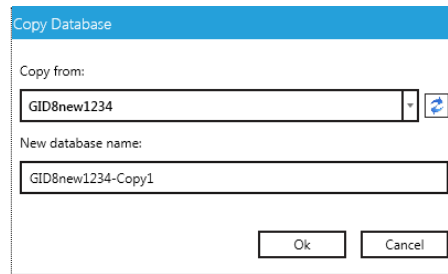 Copy Database
Copy from:
GID8new1234
New database name:
GID8new1234-Copy1
Ok Cancel